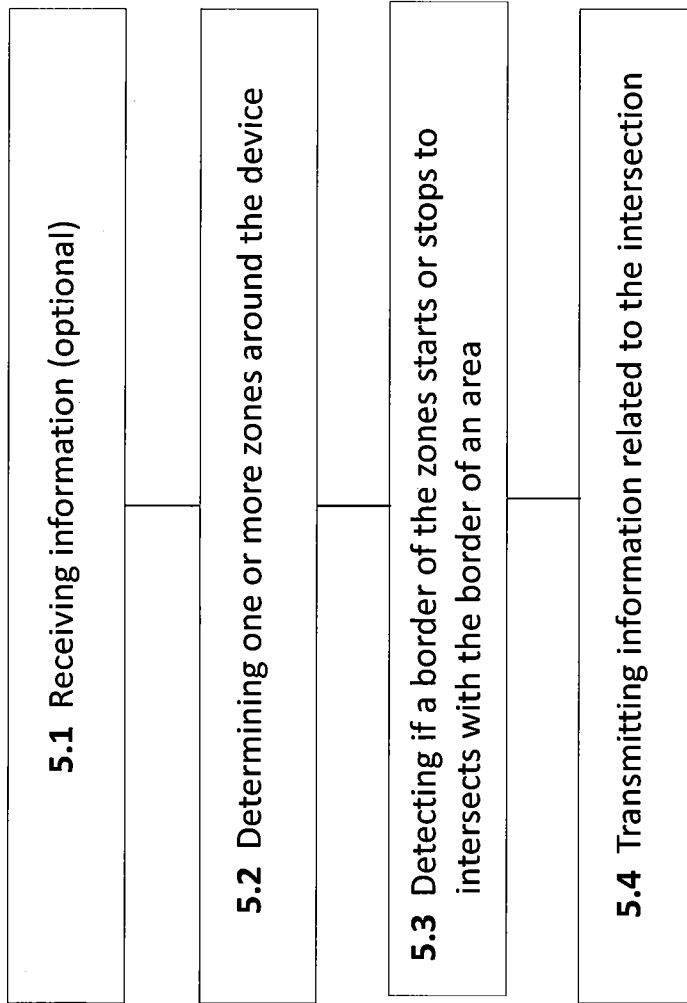 5.1 Receiving information (optional)
5.2 Determining one or more zones around the device
5.3 Detecting if a border of the zones starts or stops to
intersects with the border of an area
5.4 Transmitting information related to the intersection